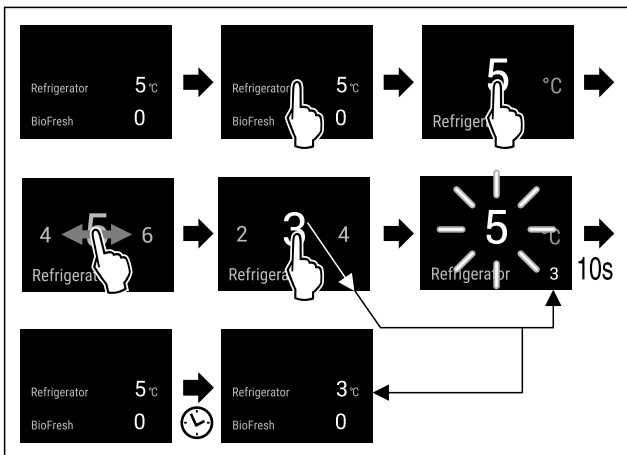 Refrigerator 5 °C
BioFresh 0
Refrigerator 5 °C
BioFresh 0
5 °C
Refriger
4 5 6
Refrigerat
2 3 4
Refrigera
5 °C
Refrigerator 3
10s
Refrigerator 5 °C
BioFresh 0
Refrigerator 3 °C
BioFresh 0